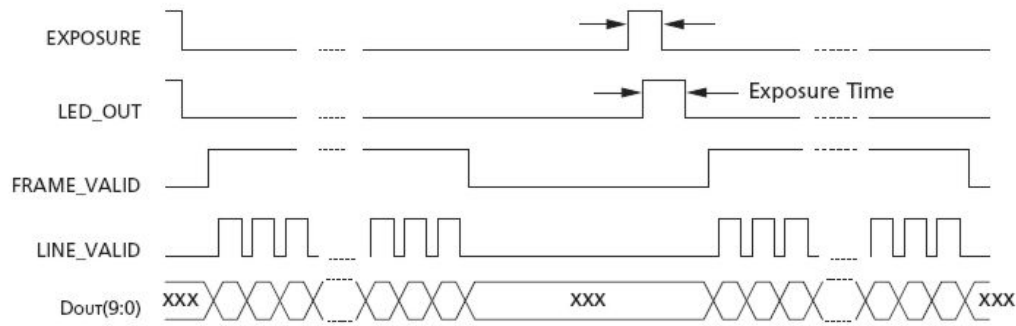 EXPOSURE
LED_OUT
Exposure Time
FRAME_VALID
LINE_VALID
DOUT(9:0)
XXX
XXX
XXX